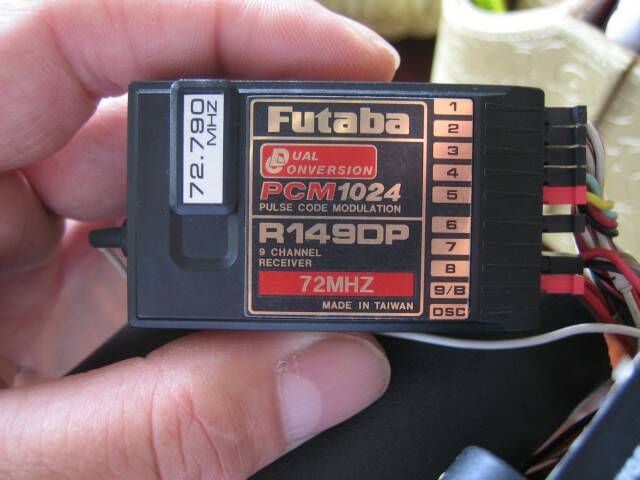 72.790
MHZ
Futaba
DUAL
CONVERSION
PCM1024
PULSE CODE MODULATION
R149DP
9 CHANNEL
RECEIVER
72MHZ
MADE IN TAIWAN
1
2
3
4
5
6
7
8
9/B
DSC